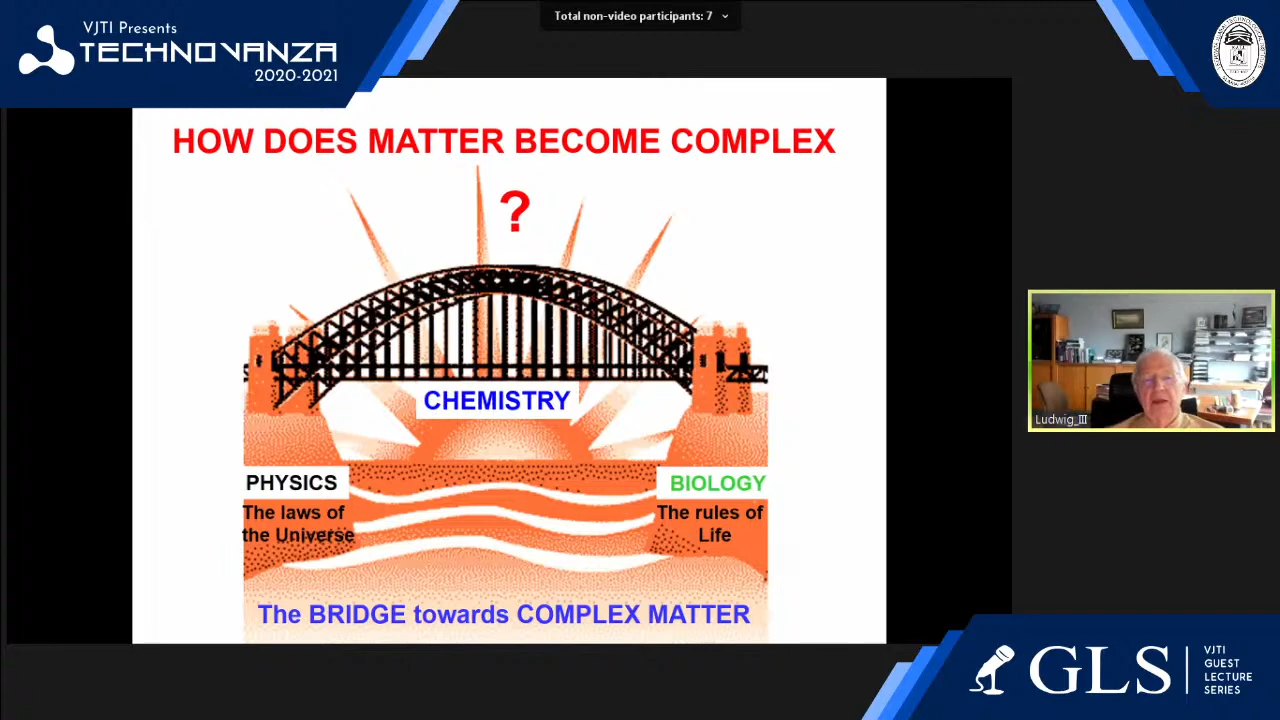 VJTI Presents
TECHNOVANZA
2020-2021
Total non-video participants: 7
HOW DOES MATTER BECOME COMPLEX
?
CHEMISTRY
PHYSICS
The laws of
the Universe
BIOLOGY
The rules of
Life
The BRIDGE towards COMPLEX MATTER
Ludwig_III
GLS
VJTI
GUEST
LECTURE
SERIES